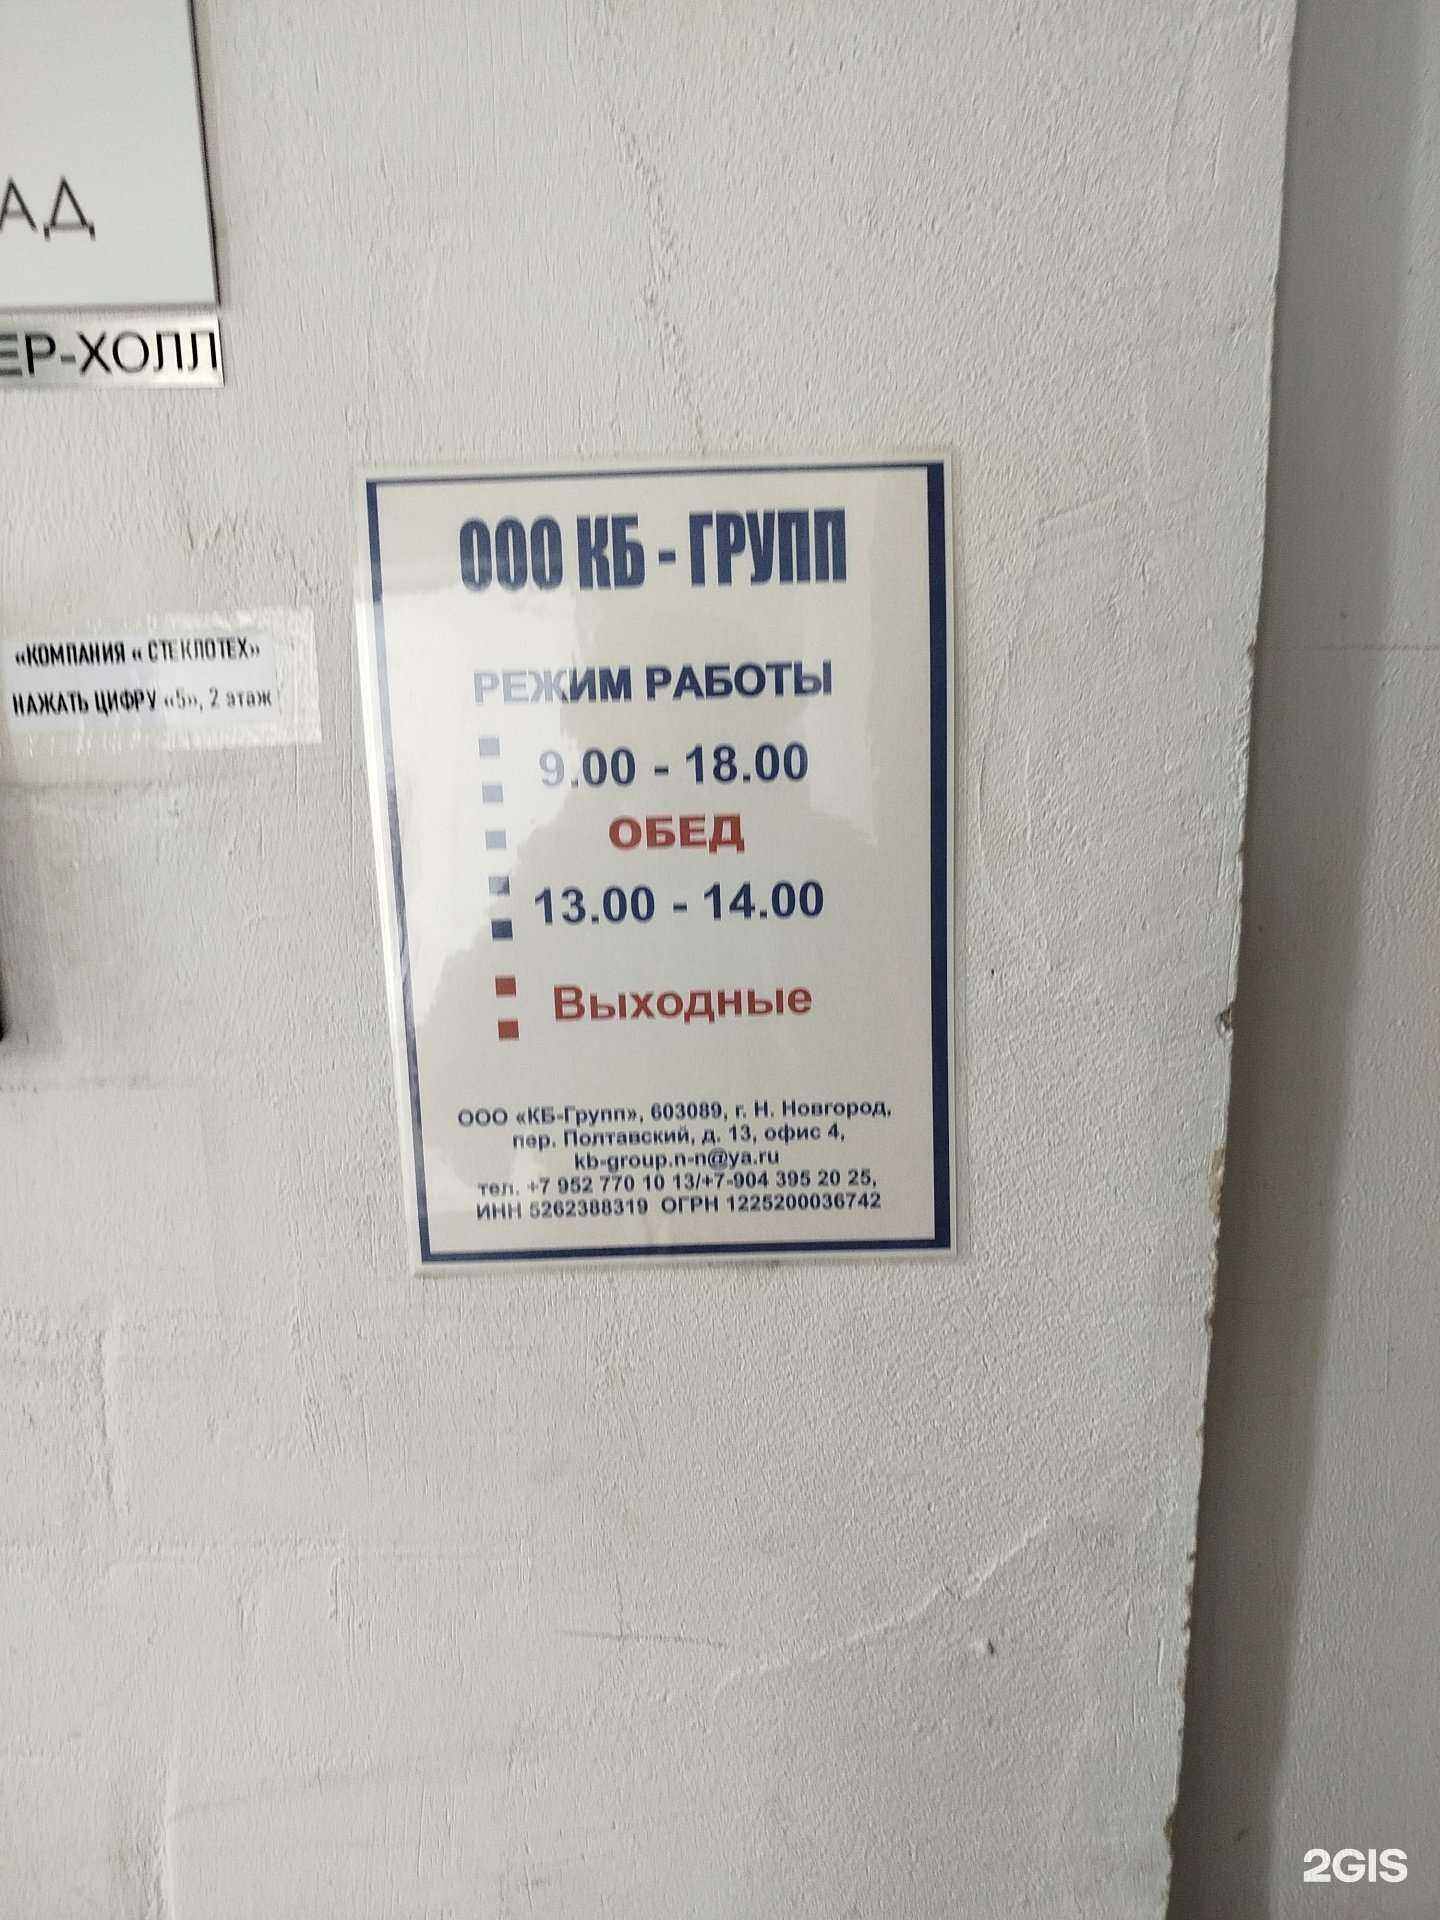 АД
ЕР-ХОЛЛ
«КОМПАНИЯ « СТЕКЛОТЕХ»
НАЖАТЬ ЦИФРУ «5», 2 этаж
ООО КБ - ГРУПП
РЕЖИМ РАБОТЫ
9.00 - 18.00
ОБЕД
13.00 - 14.00
Выходные
ООО «КБ-Групп», 603089, г. Н. Новгород,
пер. Полтавский, д. 13, офис 4,
kb-group.n-n@ya.ru
тел. +7 952 770 10 13/+7-904 395 20 25,
ИНН 5262388319 ОГРН 1225200036742
2GIS